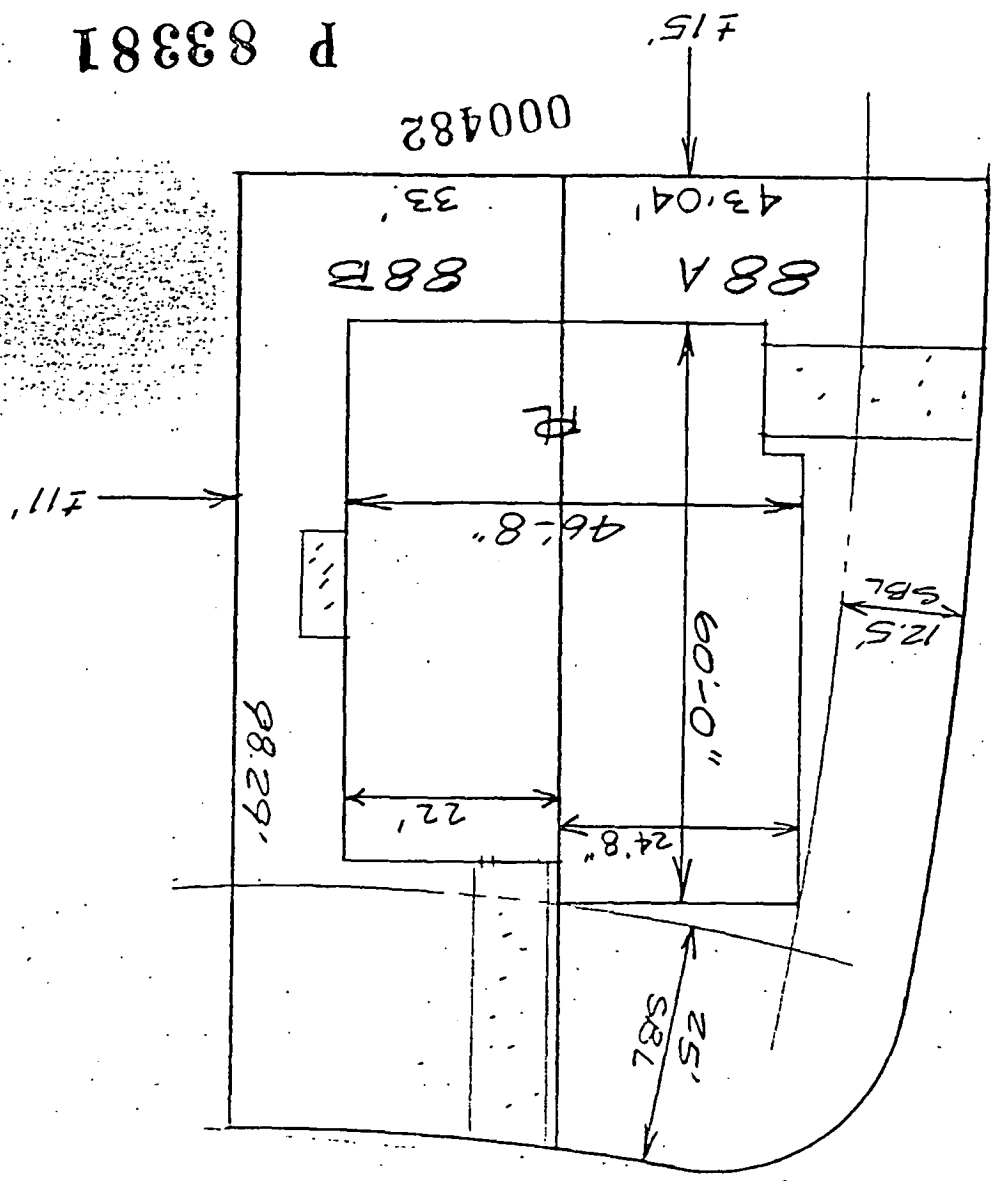 25'
SBL
24'8"
22'
98.29'
60'-0"
12.5'
SBL
46'-8"
±11'
PL
88A
88B
43.04'
33'
000482
±15'
P 83381